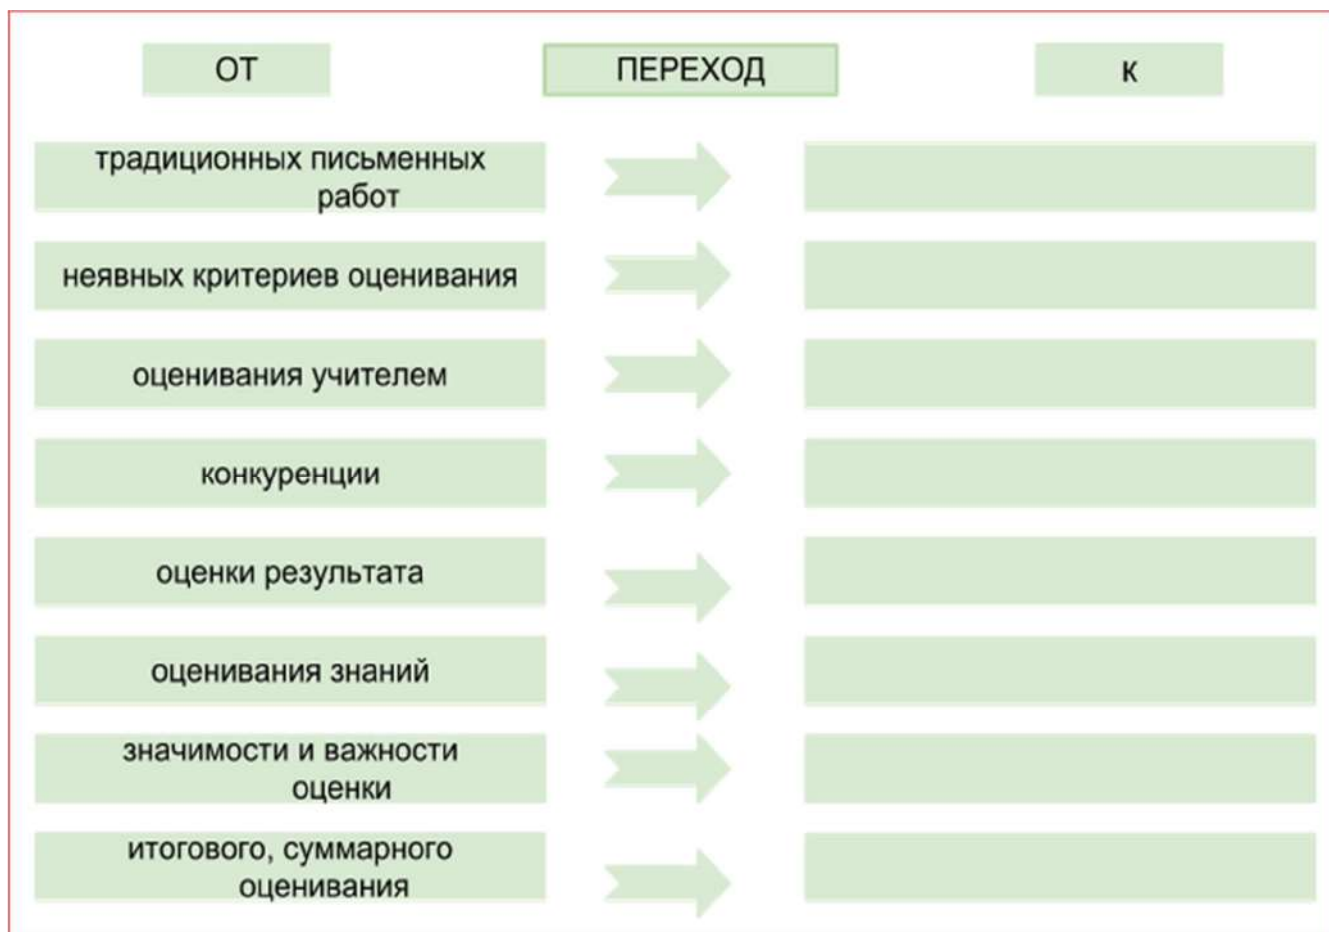 ОТ
ПЕРЕХОД
К
традиционных письменных
работ
неявных критериев оценивания
оценивания учителем
конкуренции
оценки результата
оценивания знаний
значимости и важности
оценки
итогового, суммарного
оценивания